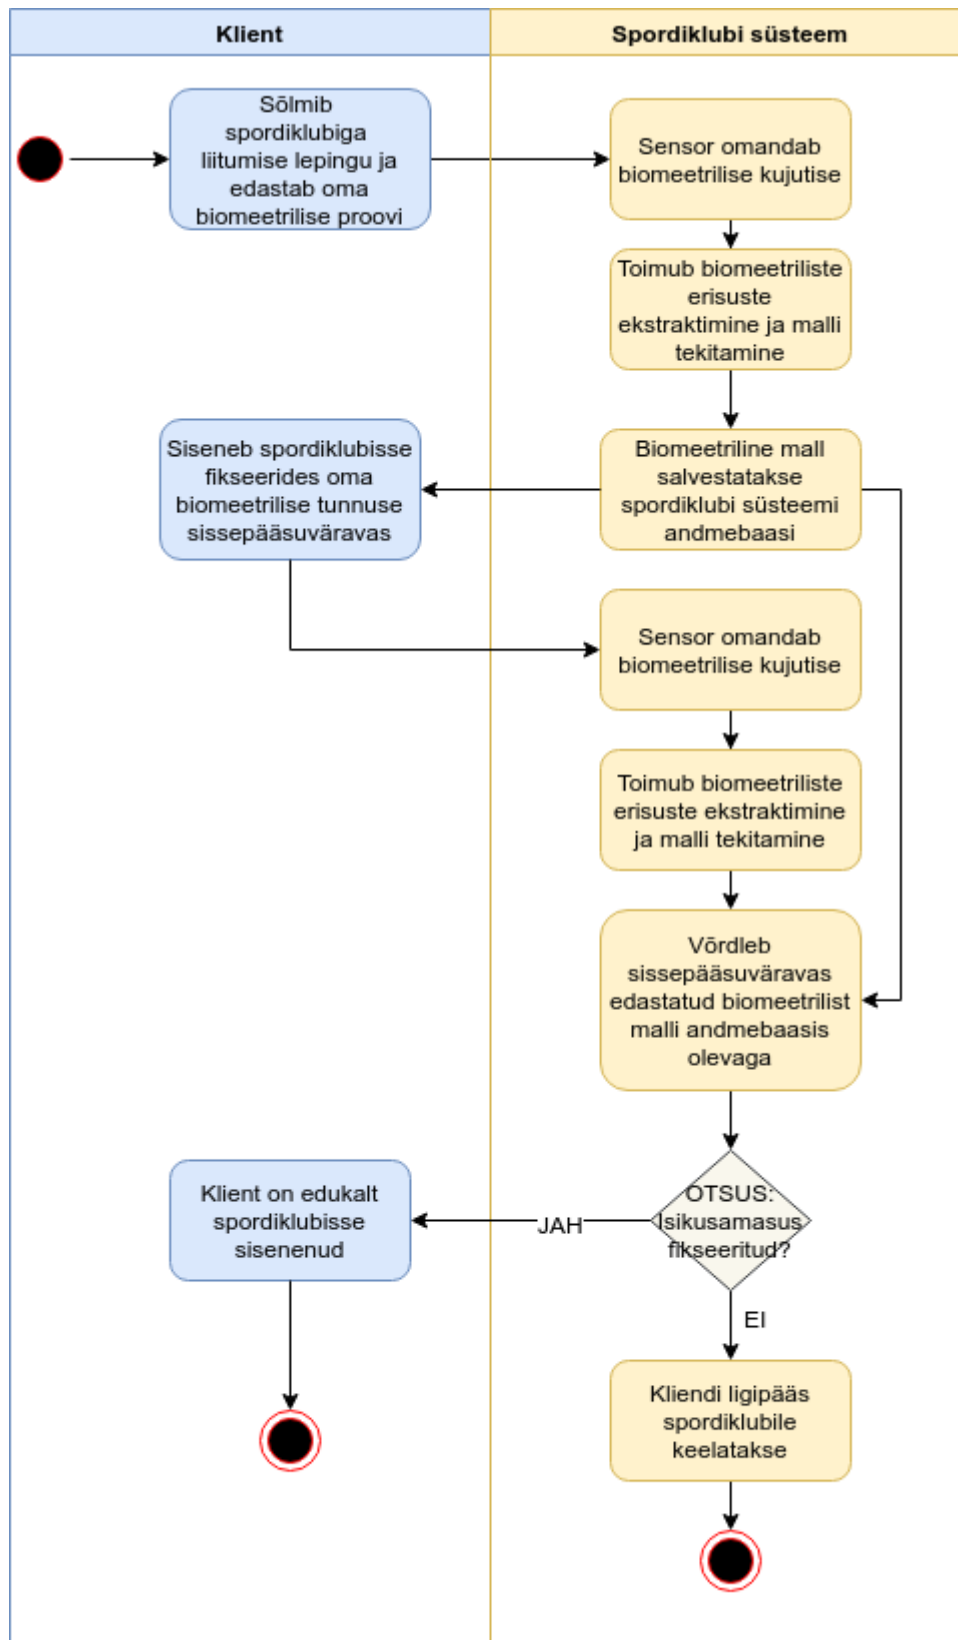 Klient
Spordiklubi süsteem
Sõlmib
spordiklubiga
liitumise lepingu ja
edastab oma
biomeetrilise proovi
Sensor omandab
biomeetrilise kujutise
Toimub biomeetriliste
erisuste
ekstraktimine ja malli
tekitamine
Siseneb spordiklubisse
fikseerides oma
biomeetrilise tunnuse
sissepääsuväravas
Biomeetriline mall
salvestatakse
spordiklubi süsteemi
andmebaasi
Sensor omandab
biomeetrilise kujutise
Toimub biomeetriliste
erisuste ekstraktimine
ja malli tekitamine
Võrdleb
sissepääsuväravas
edastatud biomeetrilist
malli andmebaasis
olevaga
Klient on edukalt
spordiklubisse
sisenenud
JAH
OTSUS:
Isikusamasus
fikseeritud?
EI
Kliendi ligipääs
spordiklubile
keelatakse